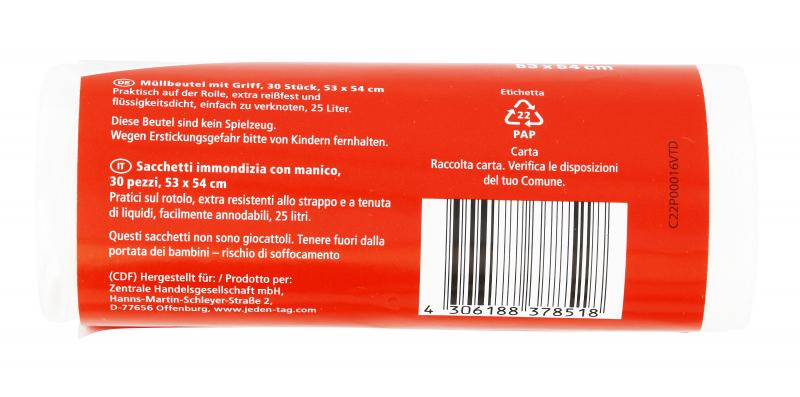 53 x 54 cm
DE Müllbeutel mit Griff, 30 Stück, 53 x 54 cm
Praktisch auf der Rolle, extra reißfest und
flüssigkeitsdicht, einfach zu verknoten, 25 Liter.
Diese Beutel sind kein Spielzeug.
Wegen Erstickungsgefahr bitte von Kindern fernhalten.
IT Sacchetti immondizia con manico,
30 pezzi, 53 x 54 cm
Pratici sul rotolo, extra resistenti allo strappo e a tenuta
di liquidi, facilmente annodabili, 25 litri.
Questi sacchetti non sono giocattoli. Tenere fuori dalla
portata dei bambini – rischio di soffocamento
(CDF) Hergestellt für: / Prodotto per:
Zentrale Handelsgesellschaft mbH,
Hanns-Martin-Schleyer-Straße 2,
D-77656 Offenburg, www.jeden-tag.com
Etichetta
22
PAP
Carta
Raccolta carta. Verifica le disposizioni
del tuo Comune.
4 306188 378518
C22P00016VTD